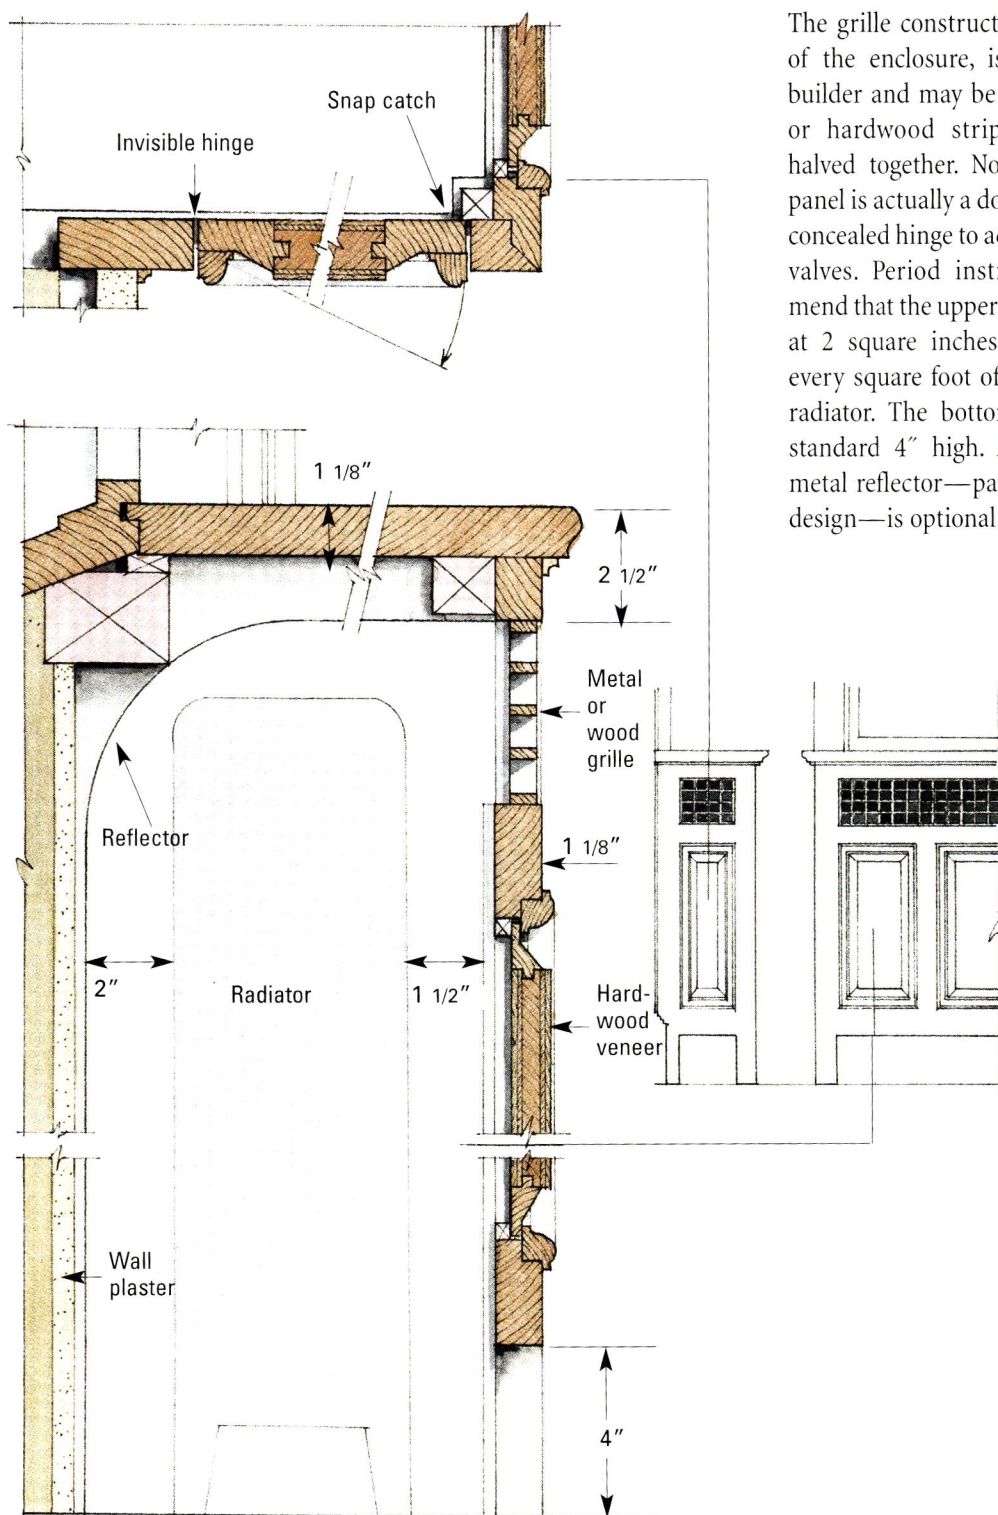 The grille construct
of the enclosure, is
builder and may be
or hardwood strip
halved together. No
panel is actually a do
concealed hinge to a
valves. Period insti
mend that the upper
at 2 square inches
every square foot of
radiator. The botto
standard 4″ high.
metal reflector—pa
design—is optional
Snap catch
Invisible hinge
1 1/8″
2 1/2″
Metal
or
wood
grille
Reflector
1 1/8″
2″
Radiator
1 1/2″
Hard-
wood
veneer
Wall
plaster
4″